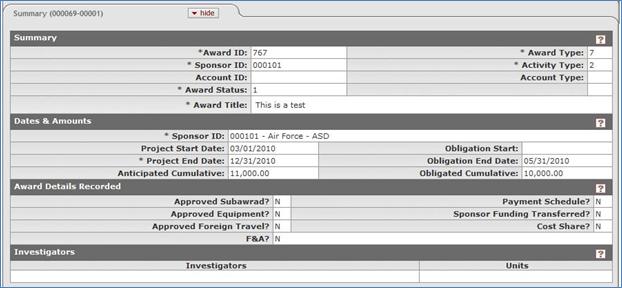 Summary (000069-00001) ▼ hide
Summary ?
*Award ID: 767 * Award Type: 7
* Sponsor ID: 000101 * Activity Type: 2
Account ID: Account Type:
* Award Status: 1
* Award Title: This is a test
Dates & Amounts ?
* Sponsor ID: 000101 - Air Force - ASD
Project Start Date: 03/01/2010 Obligation Start:
* Project End Date: 12/31/2010 Obligation End Date: 05/31/2010
Anticipated Cumulative: 11,000.00 Obligated Cumulative: 10,000.00
Award Details Recorded ?
Approved Subawrad? N Payment Schedule? N
Approved Equipment? N Sponsor Funding Transferred? N
Approved Foreign Travel? N Cost Share? N
F&A? N
Investigators ?
Investigators Units